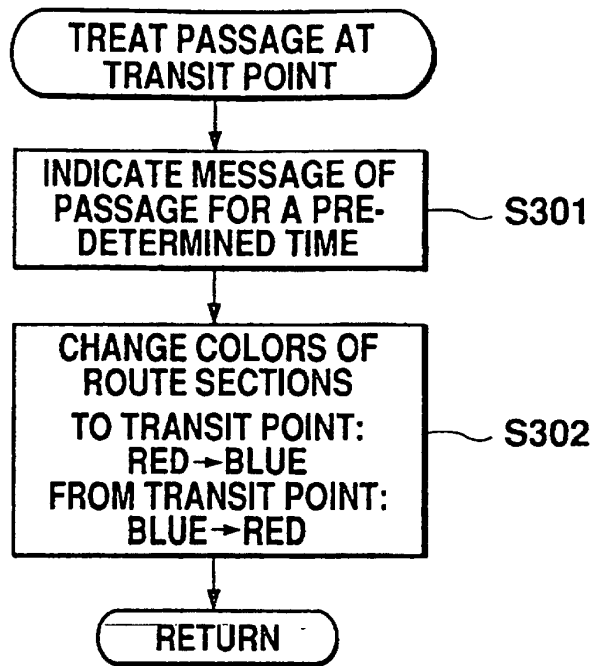 TREAT PASSAGE AT
TRANSIT POINT
INDICATE MESSAGE OF
PASSAGE FOR A PRE-
DETERMINED TIME
S301
CHANGE COLORS OF
ROUTE SECTIONS
TO TRANSIT POINT:
RED→BLUE
FROM TRANSIT POINT:
BLUE→RED
S302
RETURN